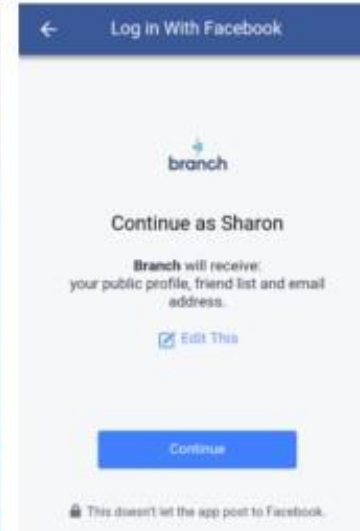 Log in With Facebook
branch
Continue as Sharon
Branch will receive:
your public profile, friend list and email
address.
Edit This
Continue
This doesn't let the app post to Facebook.